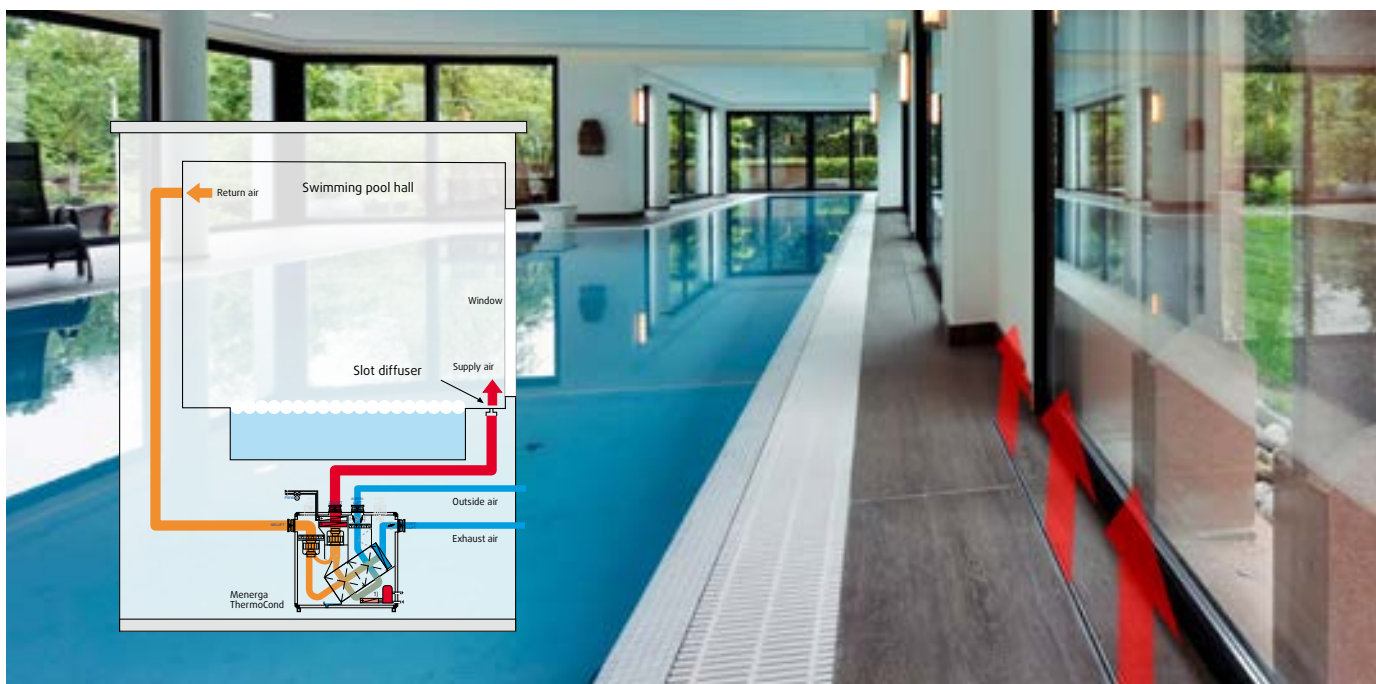 Swimming pool hall
Return air
Window
Slot diffuser
Supply air
Outside air
Exhaust air
Menerga
ThermoCond